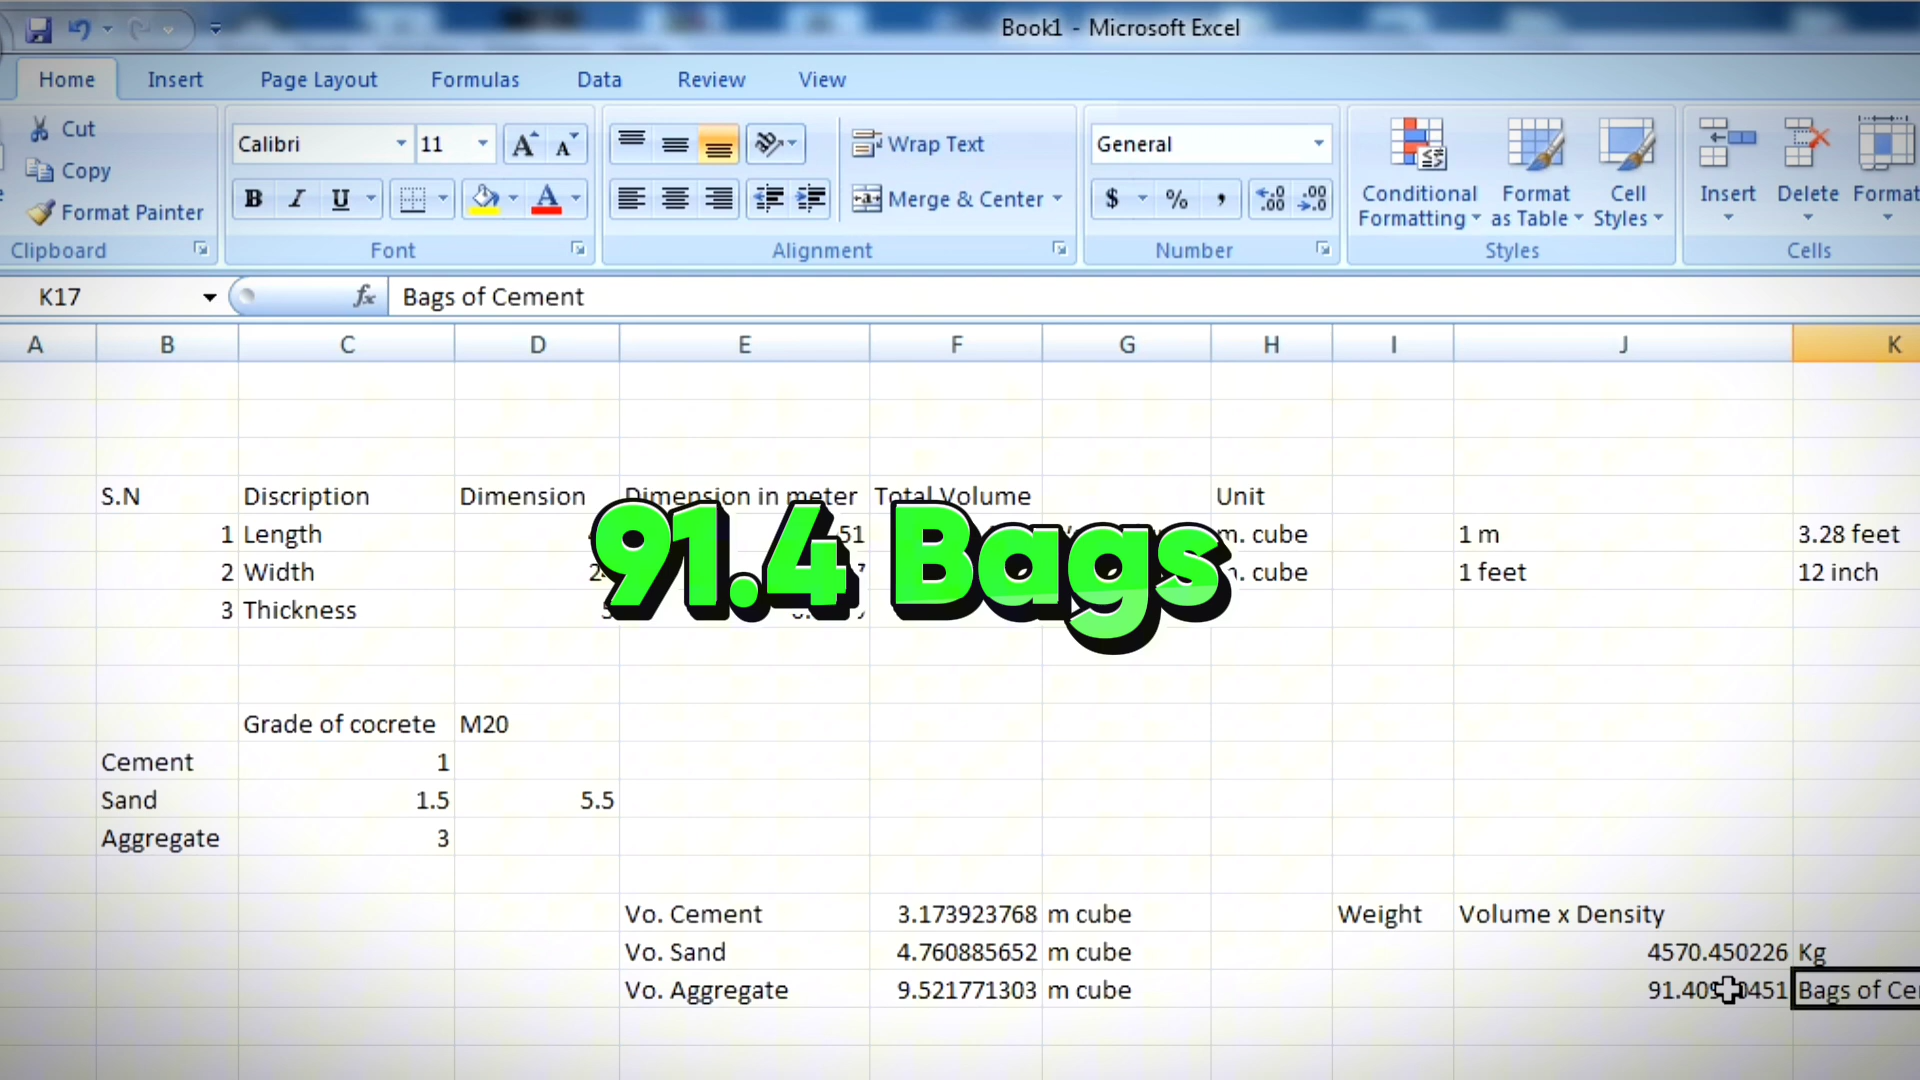 Book1 - Microsoft Excel
Home Insert Page Layout Formulas Data Review View
Cut
Copy
Format Painter
Clipboard
Calibri 11
B I U A
Font
Wrap Text
Merge & Center
Alignment
General
$ % ,
Number
Conditional Formatting
Format as Table
Cell Styles
Styles
Insert Delete Format
Cells
K17 fx Bags of Cement
A B C D E F G H I J K
S.N Discription Dimension Dimension in meter Total Volume Unit
1 Length m. cube 1 m 3.28 feet
2 Width cube 1 feet 12 inch
3 Thickness
91.4 Bags
Grade of cocrete M20
Cement 1
Sand 1.5 5.5
Aggregate 3
Vo. Cement 3.173923768 m cube Weight Volume x Density
Vo. Sand 4.760885652 m cube 4570.450226 Kg
Vo. Aggregate 9.521771303 m cube Bags of